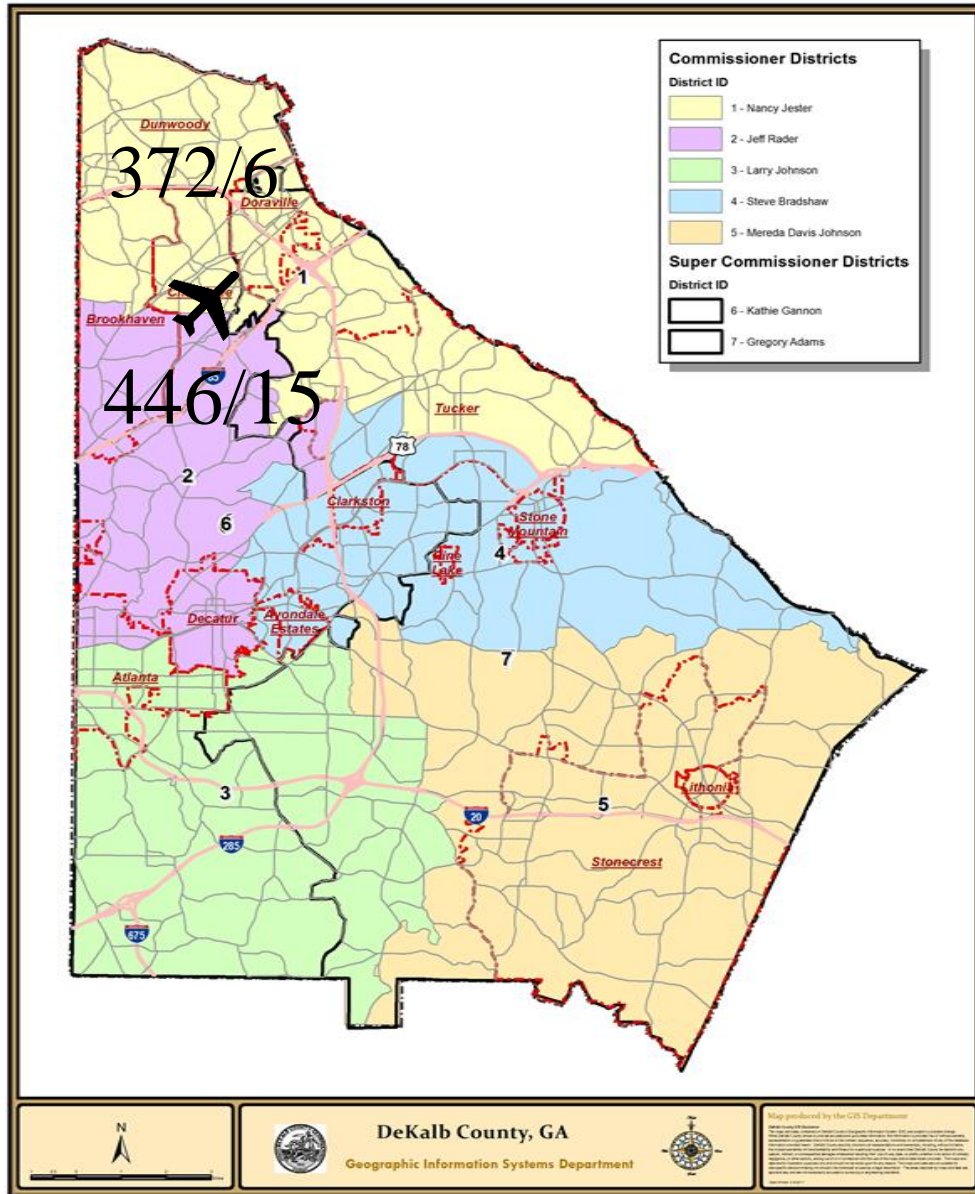 Commissioner Districts
District ID
1 - Nancy Jester
2 - Jeff Rader
3 - Larry Johnson
4 - Steve Bradshaw
5 - Mereda Davis Johnson
Super Commissioner Districts
District ID
6 - Kathie Gannon
7 - Gregory Adams
Dunwoody
372/6
Doraville
1
Brookhaven
446/15
Tucker
78
2
Clarkston
6
Stone
Mountain
4
Lake
Decatur
Avondale
Estates
7
Atlanta
3
5
20
285
Stonecrest
675
N
DeKalb County, GA
Geographic Information Systems Department
Map produced by the GIS Department